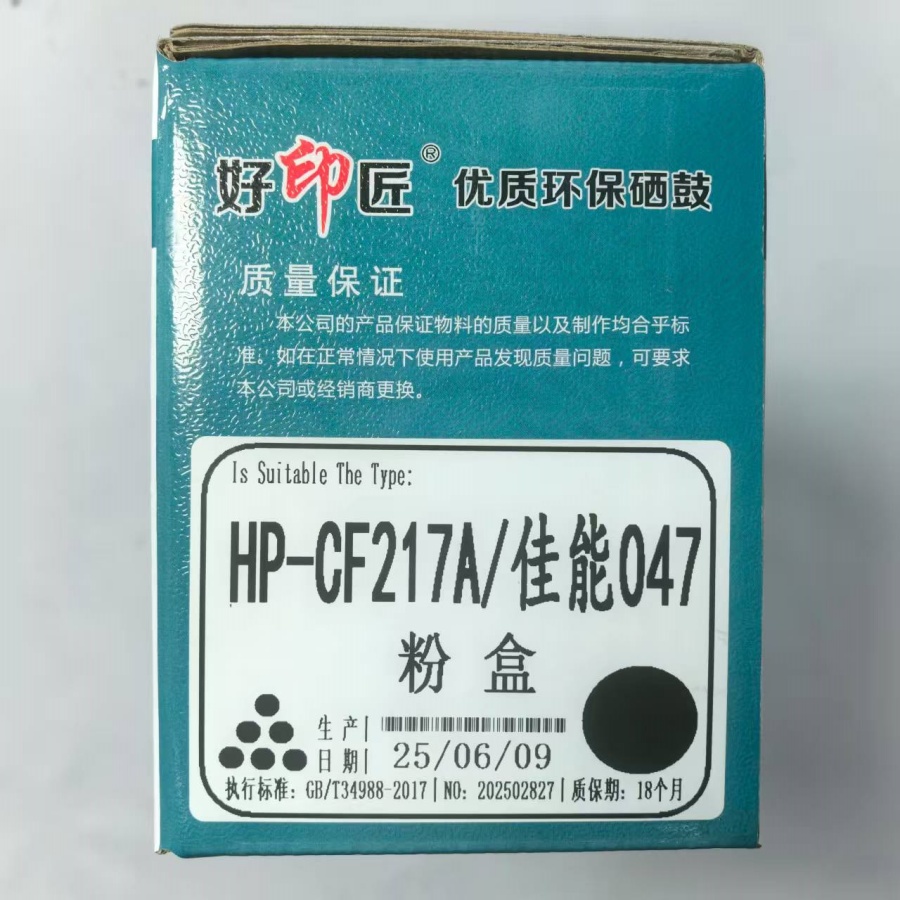 好印匠® 优质环保硒鼓
质量保证
本公司的产品保证物料的质量以及制作均合乎标
准。如在正常情况下使用产品发现质量问题，可要求
本公司或经销商更换。
Is Suitable The Type:
HP-CF217A/佳能047
粉盒
生产
日期 25/06/09
执行标准: GB/T34988-2017|NO: 202502827|质保期: 18个月